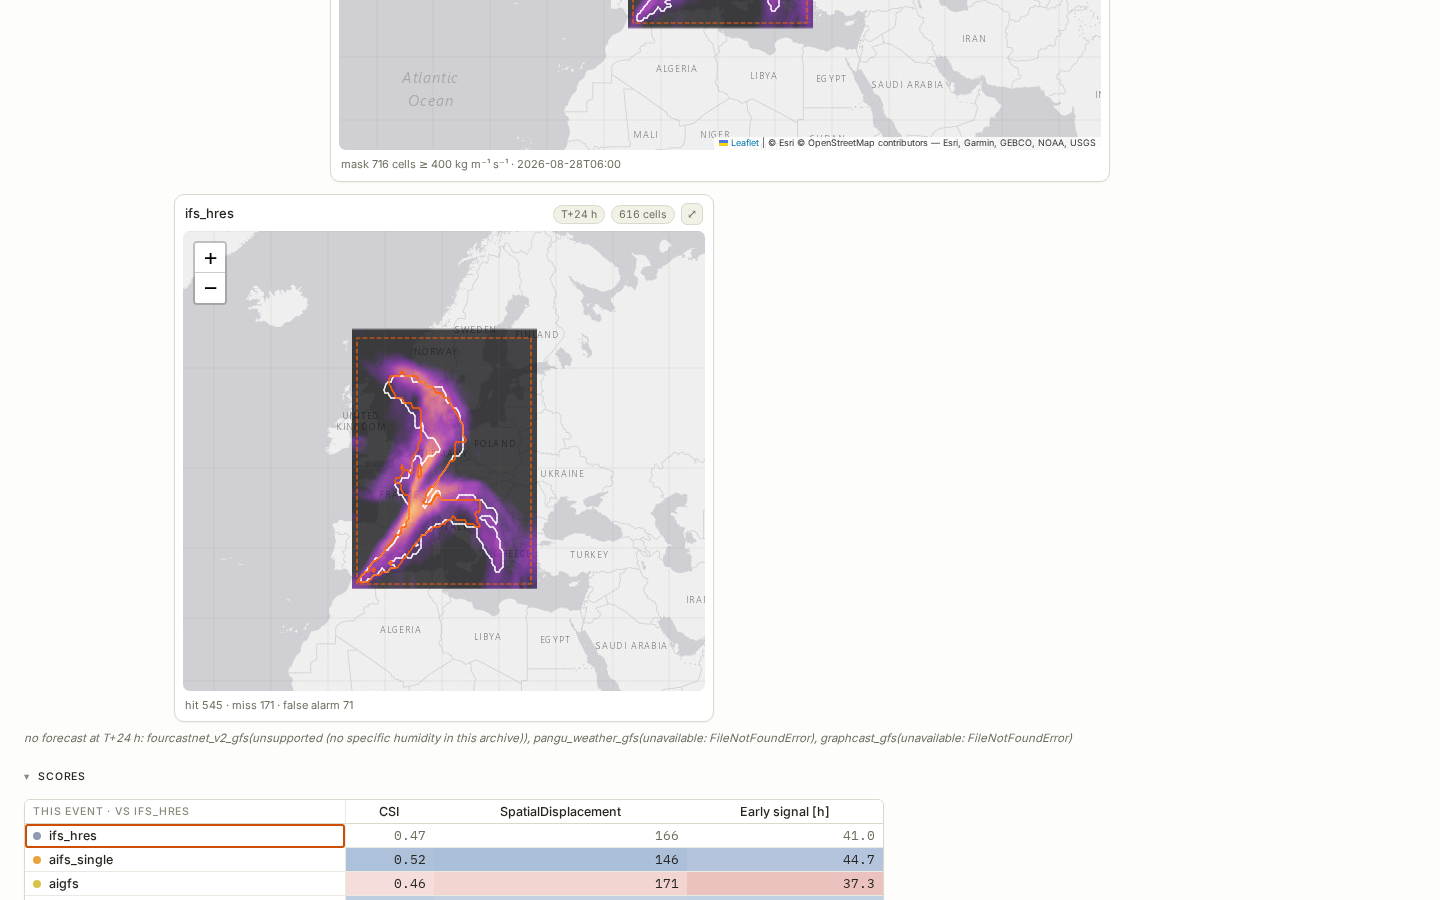 IRAN
Atlantic
Ocean
ALGERIA
LIBYA
EGYPT
SAUDI ARABIA
MALI
NIGER
Leaflet | © Esri © OpenStreetMap contributors — Esri, Garmin, GEBCO, NOAA, USGS
mask 716 cells ≥ 400 kg m⁻¹ s⁻¹ · 2026-08-28T06:00
ifs_hres
T+24 h
616 cells
+
−
SWEDEN
FINLAND
NORWAY
UNITED
KINGDOM
POLAND
UKRAINE
TURKEY
ALGERIA
LIBYA
EGYPT
SAUDI ARABIA
hit 545 · miss 171 · false alarm 71
no forecast at T+24 h: fourcastnet_v2_gfs(unsupported (no specific humidity in this archive)), pangu_weather_gfs(unavailable: FileNotFoundError), graphcast_gfs(unavailable: FileNotFoundError)
▾ SCORES
THIS EVENT · VS IFS_HRES CSI SpatialDisplacement Early signal [h]
ifs_hres 0.47 166 41.0
aifs_single 0.52 146 44.7
aigfs 0.46 171 37.3